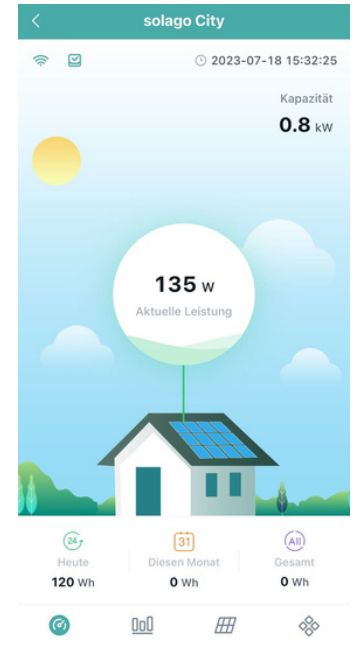 solago City
2023-07-18 15:32:25
Kapazität
0.8 kW
135 W
Aktuelle Leistung
24 31 All
Heute Diesen Monat Gesamt
120 Wh 0 Wh 0 Wh